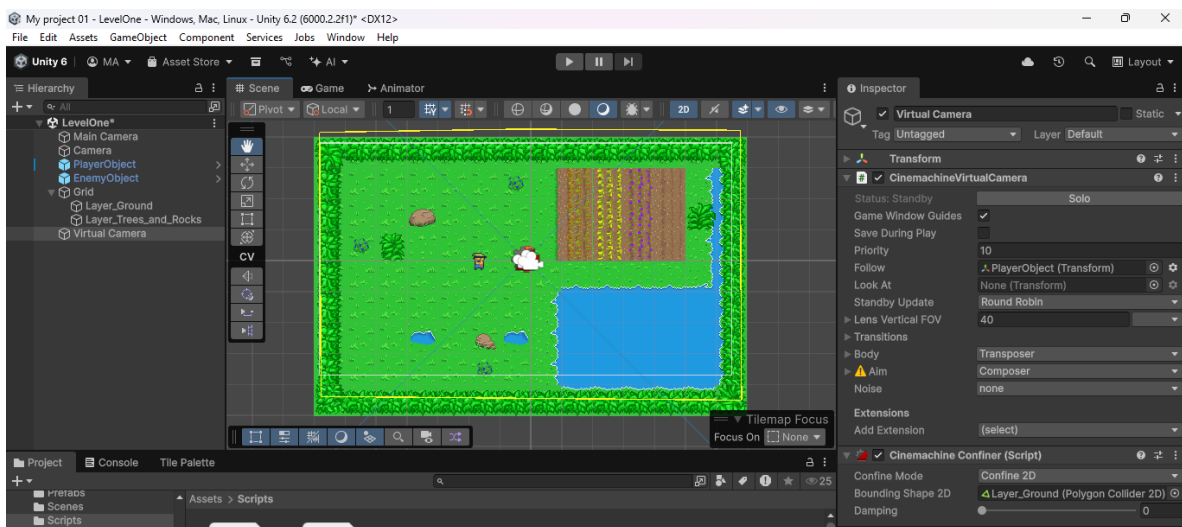 My project 01 - LevelOne - Windows, Mac, Linux - Unity 6.2 (6000.2.2f1)* <DX12>
File Edit Assets GameObject Component Services Jobs Window Help
Unity 6 MA Asset Store AI Layout
Hierarchy
All
LevelOne*
Main Camera
Camera
PlayerObject
EnemyObject
Grid
Layer_Ground
Layer_Trees_and_Rocks
Virtual Camera
Scene Game Animator
Pivot Local 1 2D
CV
Tilemap Focus
Focus On None
Inspector
Virtual Camera Static
Tag Untagged Layer Default
Transform
CinemachineVirtualCamera
Status: Standby Solo
Game Window Guides
Save During Play
Priority 10
Follow PlayerObject (Transform)
Look At None (Transform)
Standby Update Round Robin
Lens Vertical FOV 40
Transitions
Body Transposer
Aim Composer
Noise none
Extensions
Add Extension (select)
Cinemachine Confiner (Script)
Confine Mode Confine 2D
Bounding Shape 2D Layer_Ground (Polygon Collider 2D)
Damping 0
Project Console Tile Palette
25
Prefabs
Scenes
Scripts
Assets > Scripts